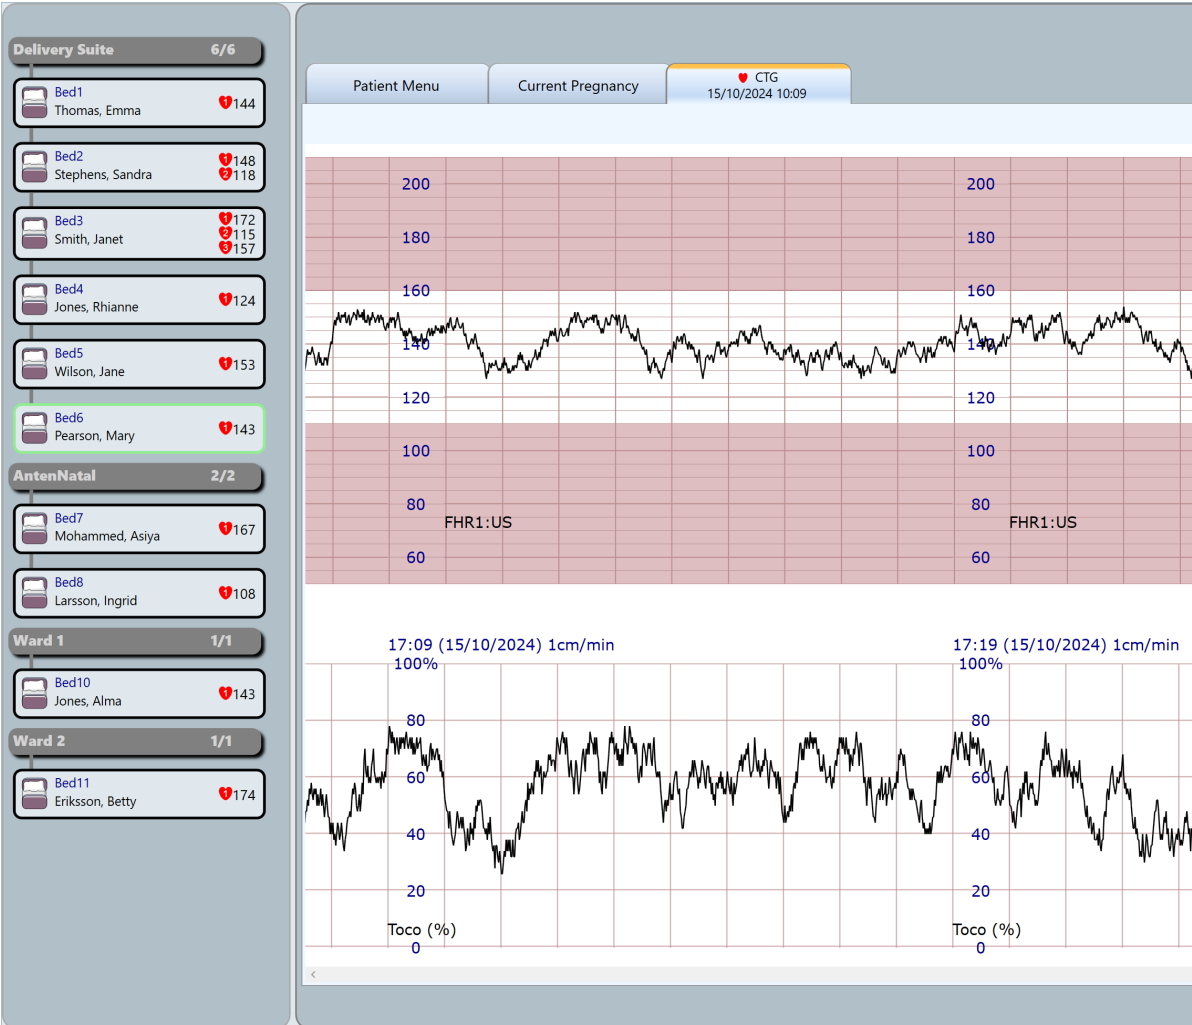 Delivery Suite 6/6
Bed1
Thomas, Emma
1 144
Bed2
Stephens, Sandra
1 148
2 118
Bed3
Smith, Janet
1 172
2 115
3 157
Bed4
Jones, Rhianne
1 124
Bed5
Wilson, Jane
1 153
Bed6
Pearson, Mary
1 143
AntenNatal 2/2
Bed7
Mohammed, Asiya
1 167
Bed8
Larsson, Ingrid
1 108
Ward 1 1/1
Bed10
Jones, Alma
1 143
Ward 2 1/1
Bed11
Eriksson, Betty
1 174
Patient Menu
Current Pregnancy
CTG
15/10/2024 10:09
200 200
180 180
160 160
140 140
120 120
100 100
80 80
FHR1:US FHR1:US
60 60
17:09 (15/10/2024) 1cm/min 17:19 (15/10/2024) 1cm/min
100% 100%
80 80
60 60
40 40
20 20
Toco (%) Toco (%)
0 0